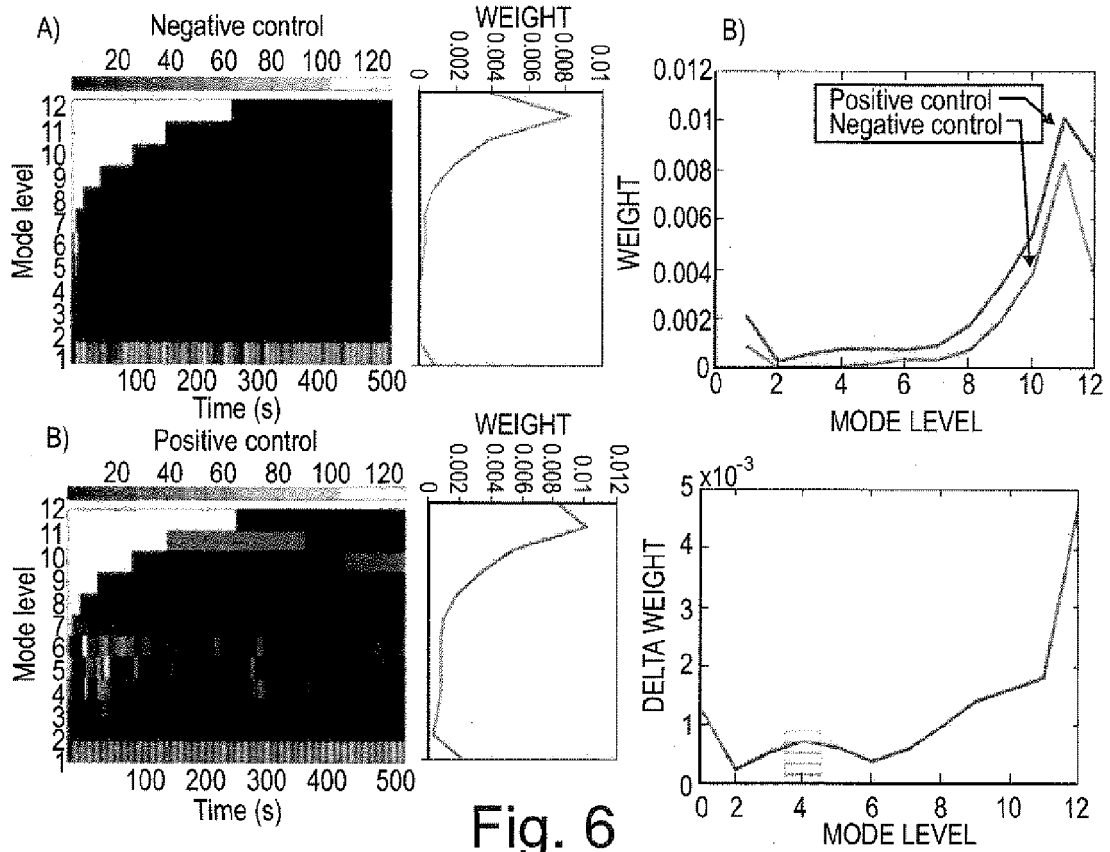 A)
Negative control
20 40 60 80 100 120
Mode level
12
11
10
9
8
7
6
5
4
3
2
1
100 200 300 400 500
Time (s)
WEIGHT
0 0.002 0.004 0.006 0.008 0.01
B)
0.012
0.01
0.008
0.006
0.004
0.002
0
WEIGHT
Positive control
Negative control
0 2 4 6 8 10 12
MODE LEVEL
B)
Positive control
20 40 60 80 100 120
Mode level
12
11
10
9
8
7
6
5
4
3
2
1
100 200 300 400 500
Time (s)
WEIGHT
0 0.002 0.004 0.006 0.008 0.01 0.012
×10-3
5
4
3
2
1
0
DELTA WEIGHT
0 2 4 6 8 10 12
MODE LEVEL
Fig. 6